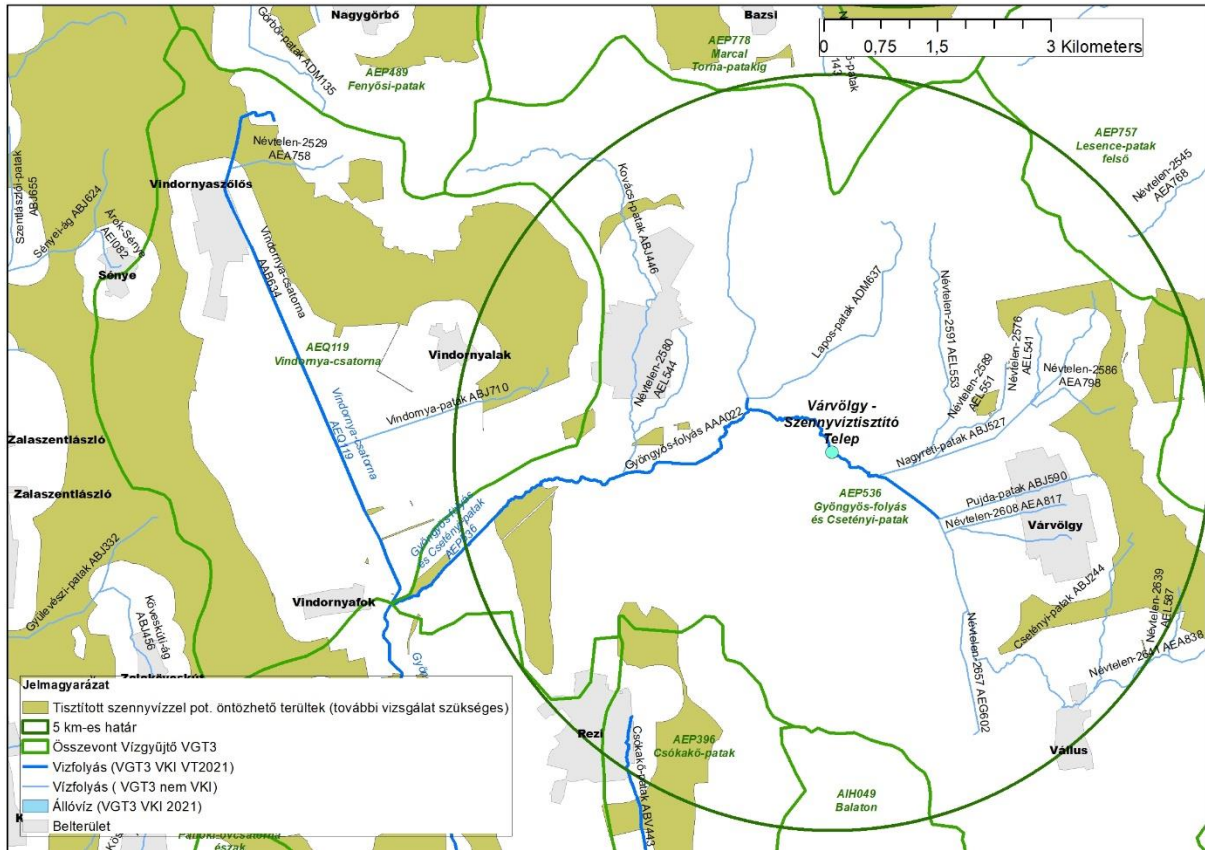 Nagygörbő
Bazsi
Görbői-patak ADM135
AEP489
Fenyősi-patak
AEP778
Marcal
Torna-patakig
143
0 0,75 1,5 3 Kilometers
AEP757
Lesence-patak
felső
Névtelen-2545
AEA768
Névtelen-2529
AEA758
Szentlászlói-patak
ABJ655
Sényei-ág ABJ624
Árok-Sénye
AEI082
Sénye
Vindornyaszőlős
Vindornya-csatorna
AAB634
Kovácsi-patak ABJ446
Lapos-patak ADM637
Névtelen-2591 AEL553
Névtelen-2589
AEL551
Névtelen-2576
AEL541
Névtelen-2586
AEA798
AEQ119
Vindornya-csatorna
Vindornyalak
Névtelen-2580
AEL544
Vindornya-patak ABJ710
Vindornya-csatorna
AEQ119
Várvölgy -
Szennyvíztisztító
Telep
Gyöngyös-folyás AAA022
Nagyréti-patak ABJ527
Zalaszentlászló
Zalaszentlászló
AEP536
Gyöngyös-folyás
és Csetényi-patak
Pujda-patak ABJ590
Névtelen-2608 AEA817
Várvölgy
Gyöngyös-folyás
és Csetényi-patak
AEP536
Gyülevészi-patak ABJ332
Köveskúti-ág
ABJ456
Vindornyafok
Csetényi-patak ABJ244
Névtelen-2639
AEL587
Névtelen-2641 AEA838
Névtelen-2657 AEG602
Zalaköveskút
Rezi
Csókakő-patak ABV443
AEP396
Csókakő-patak
Vállus
AIH049
Balaton
Jelmagyarázat
Tisztított szennyvízzel pot. öntözhető terültek (további vizsgálat szükséges)
5 km-es határ
Összevont Vízgyűjtő VGT3
Vizfolyás (VGT3 VKI VT2021)
Vízfolyás ( VGT3 nem VKI)
Állóvíz (VGT3 VKI 2021)
Belterület
észak